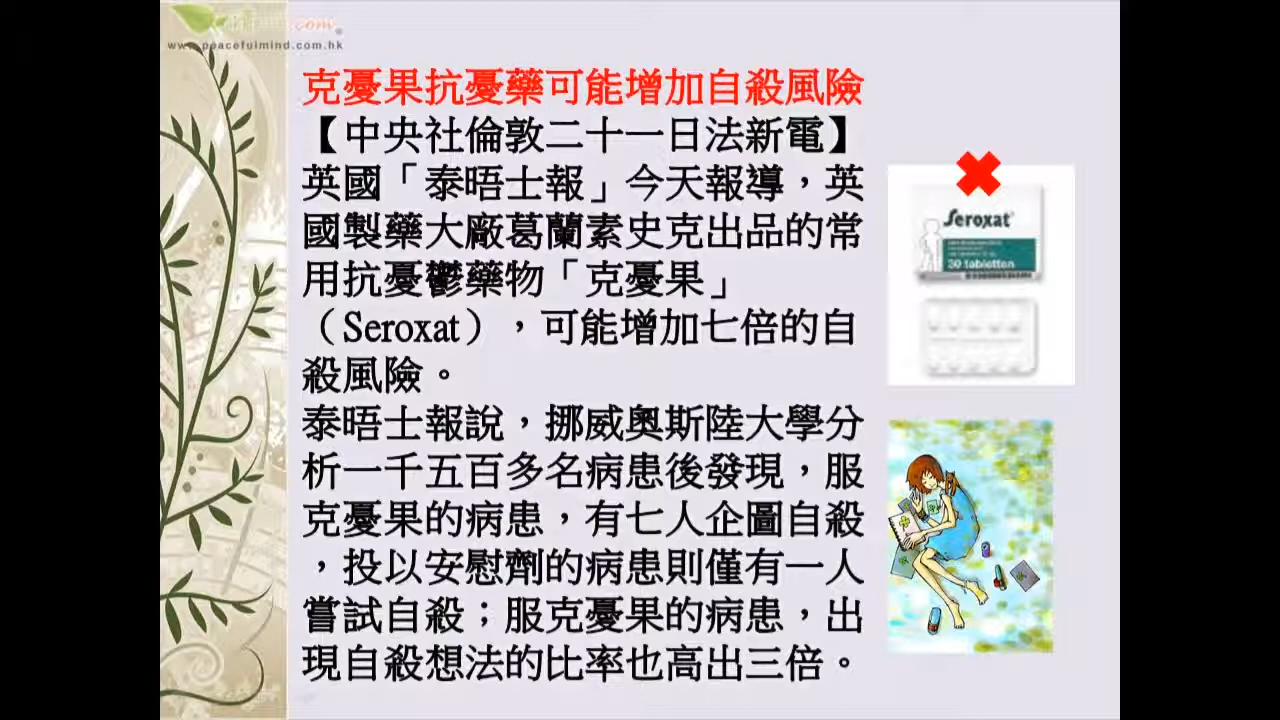 www.peacefulmind.com.hk
克憂果抗憂藥可能增加自殺風險
【中央社倫敦二十一日法新電】
英國「泰晤士報」今天報導，英
國製藥大廠葛蘭素史克出品的常
用抗憂鬱藥物「克憂果」
（Seroxat），可能增加七倍的自
殺風險。
泰晤士報說，挪威奧斯陸大學分
析一千五百多名病患後發現，服
克憂果的病患，有七人企圖自殺
，投以安慰劑的病患則僅有一人
嘗試自殺；服克憂果的病患，出
現自殺想法的比率也高出三倍。
Seroxat
30 tabletten